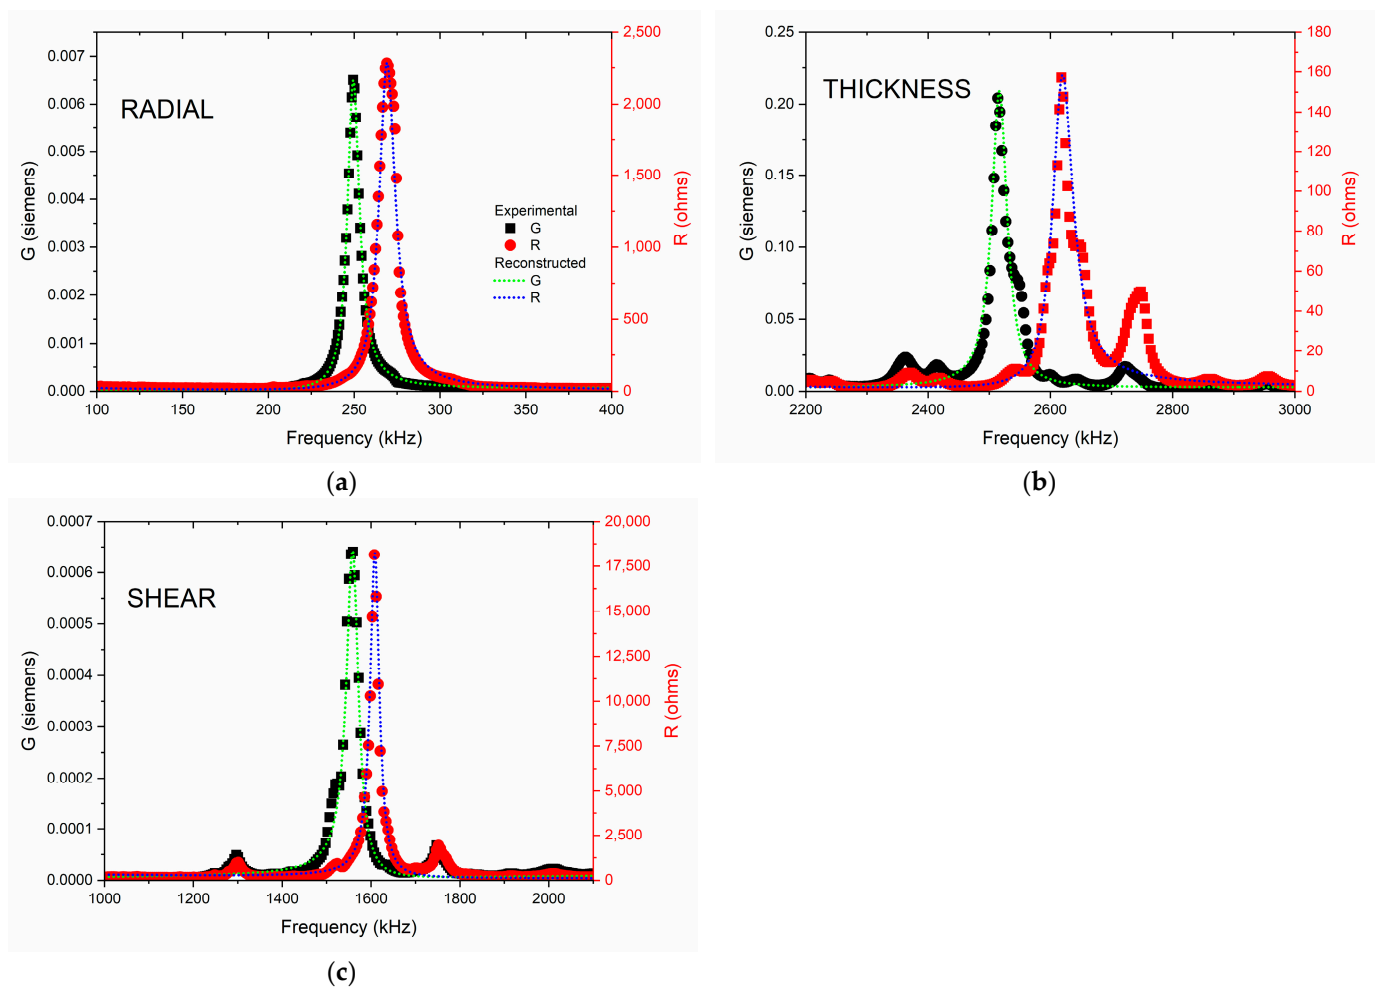 RADIAL
G (siemens)
0.007
0.006
0.005
0.004
0.003
0.002
0.001
0.000
2,500
2,000
1,500
1,000
500
0
R (ohms)
Experimental
G
R
Reconstructed
G
R
100 150 200 250 300 350 400
Frequency (kHz)
(a)
THICKNESS
G (siemens)
0.25
0.20
0.15
0.10
0.05
0.00
180
160
140
120
100
80
60
40
20
0
R (ohms)
2200 2400 2600 2800 3000
Frequency (kHz)
(b)
SHEAR
G (siemens)
0.0007
0.0006
0.0005
0.0004
0.0003
0.0002
0.0001
0.0000
20,000
17,500
15,000
12,500
10,000
7,500
5,000
2,500
0
R (ohms)
1000 1200 1400 1600 1800 2000
Frequency (kHz)
(c)